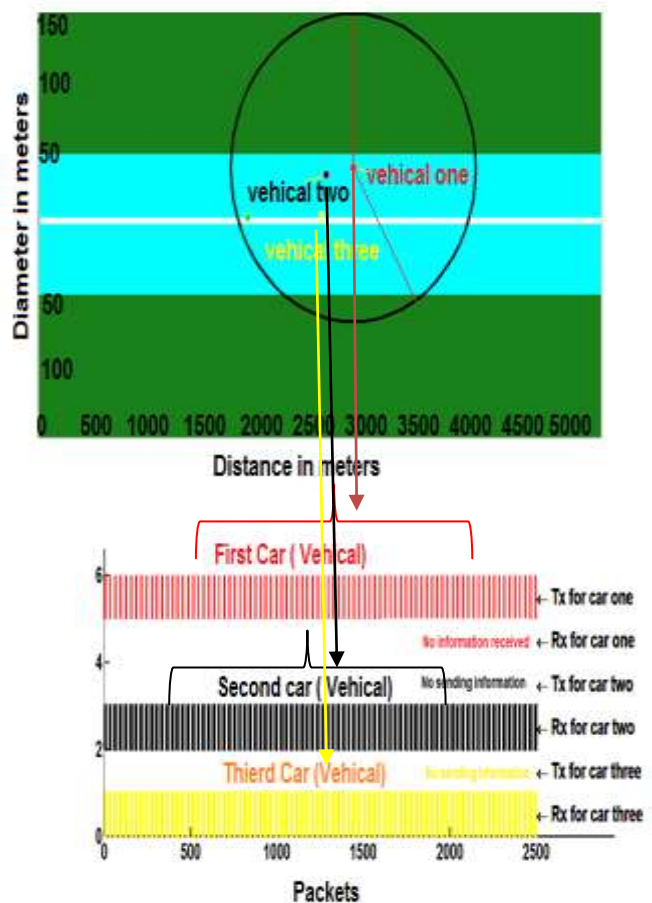 150
100
50
50
100
Diameter in meters
vehical one
vehical two
vehical three
0 500 1000 1500 2000 2500 3000 3500 4000 4500 5000
Distance in meters
First Car ( Vehical)
6
← Tx for car one
No information received ← Rx for car one
4
Second car ( Vehical) No sending information ← Tx for car two
← Rx for car two
2
Thierd Car (Vehical) No sending information ← Tx for car three
← Rx for car three
0
0 500 1000 1500 2000 2500
Packets